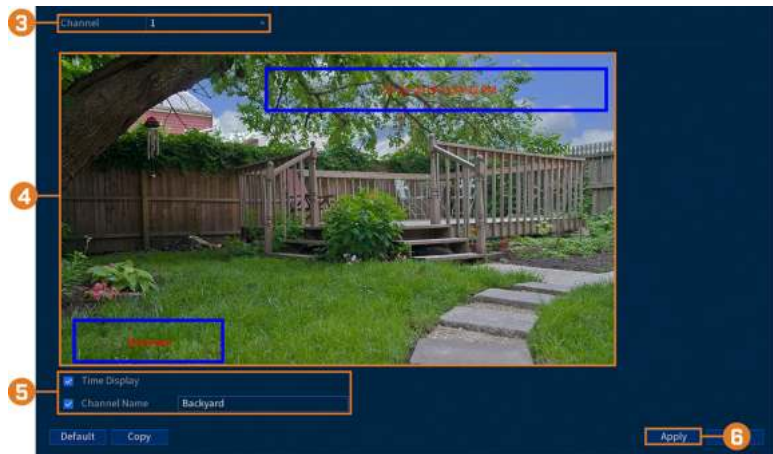 3
Channel 1
4
5
Time Display
Channel Name Backyard
Default Copy Apply 6